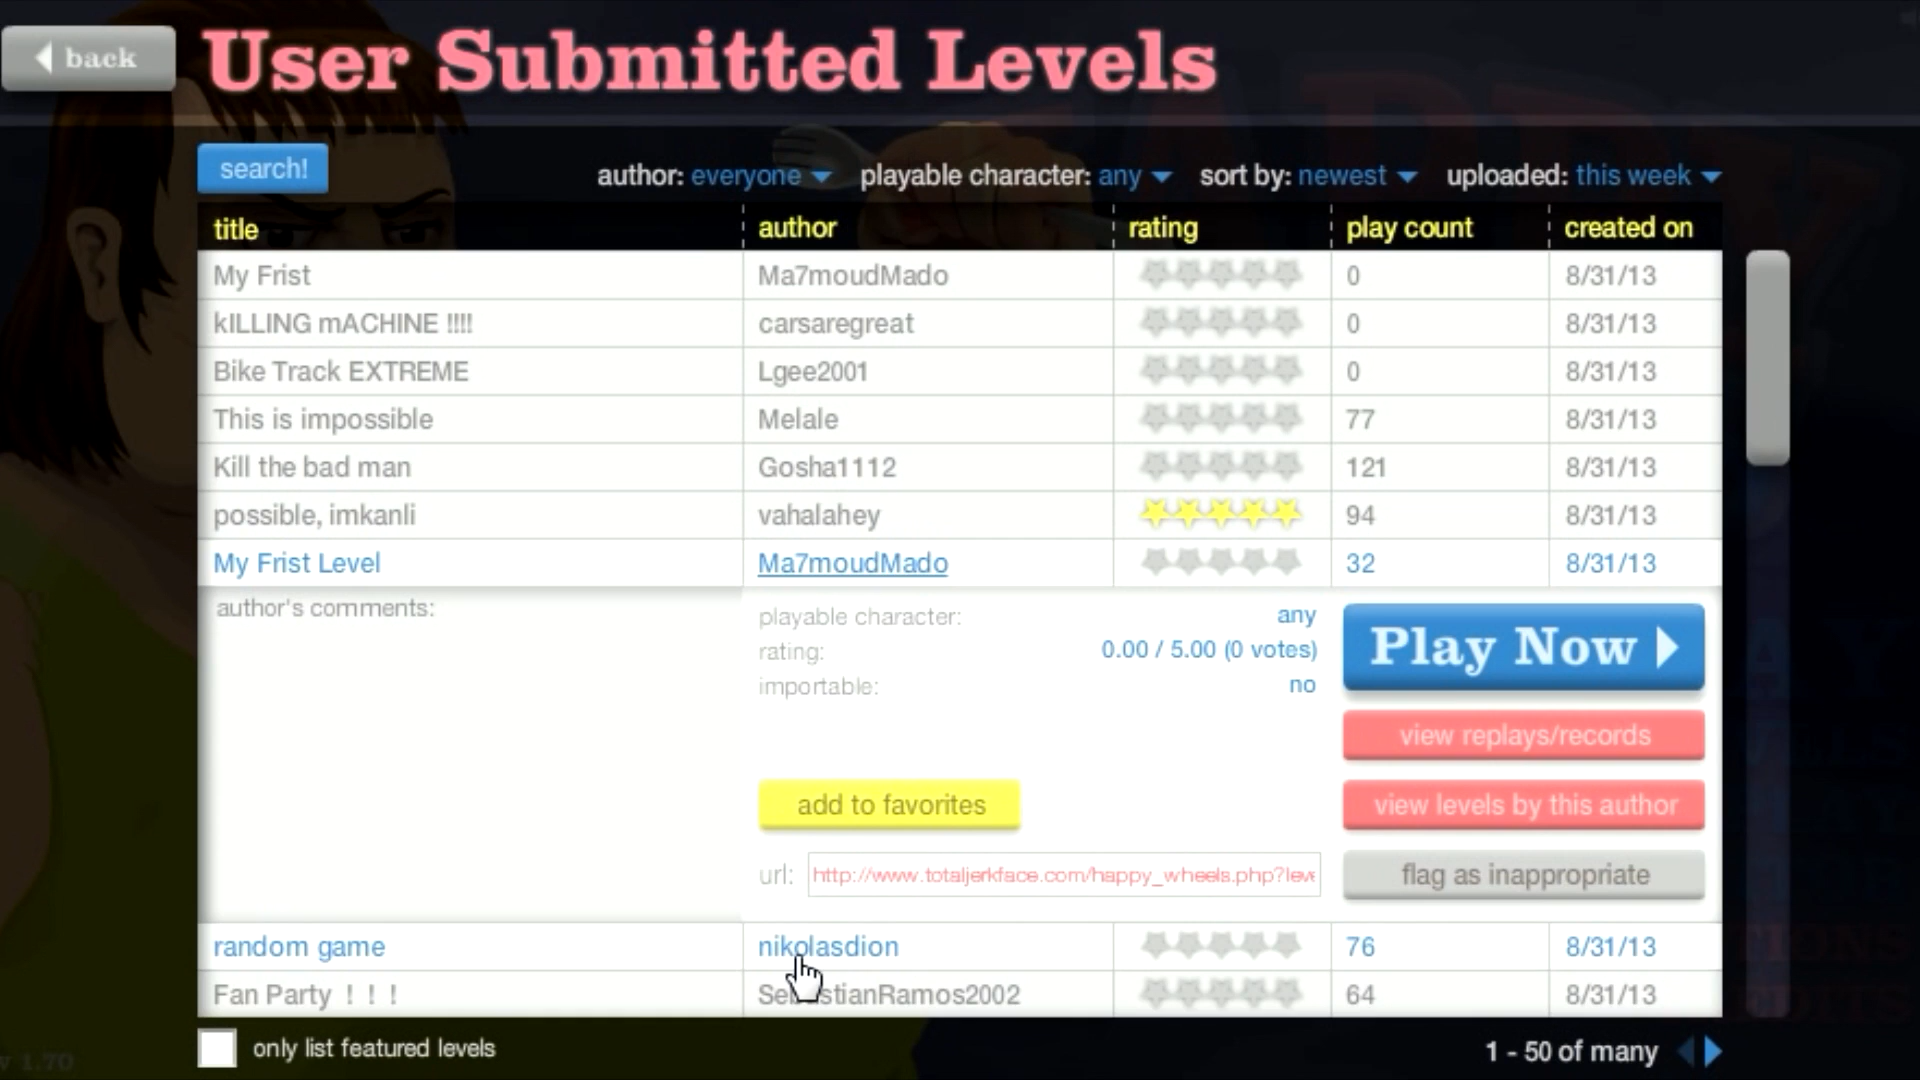 back
User Submitted Levels
search!
author: everyone playable character: any sort by: newest uploaded: this week
title author rating play count created on
My Frist Ma7moudMado 0 8/31/13
kILLING mACHINE !!!! carsaregreat 0 8/31/13
Bike Track EXTREME Lgee2001 0 8/31/13
This is impossible Melale 77 8/31/13
Kill the bad man Gosha1112 121 8/31/13
possible, imkanli vahalahey 94 8/31/13
My Frist Level Ma7moudMado 32 8/31/13
author's comments:
playable character: any
rating: 0.00 / 5.00 (0 votes)
importable: no
Play Now
view replays/records
add to favorites
view levels by this author
url: http://www.totaljerkface.com/happy_wheels.php?leve
flag as inappropriate
random game nikolasdion 76 8/31/13
Fan Party ! ! ! SebastianRamos2002 64 8/31/13
only list featured levels
1 - 50 of many
v 1.70